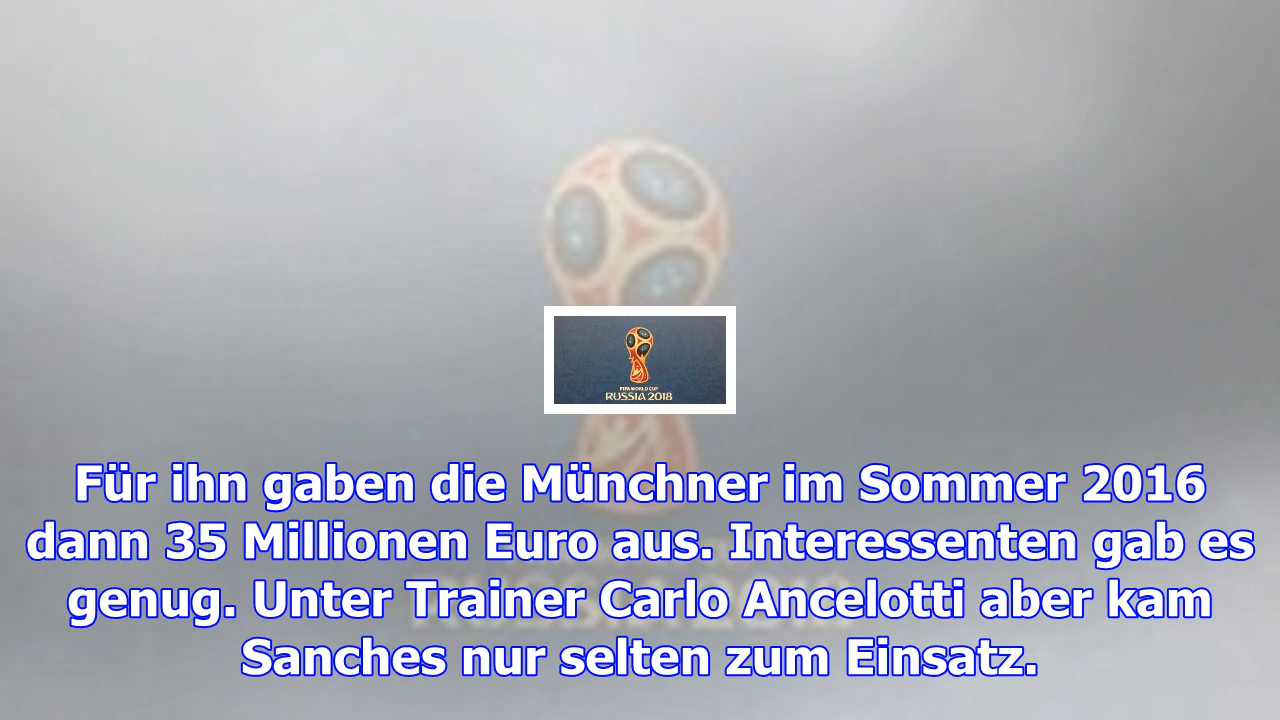 FIFA WORLD CUP
RUSSIA 2018
Für ihn gaben die Münchner im Sommer 2016
dann 35 Millionen Euro aus. Interessenten gab es
genug. Unter Trainer Carlo Ancelotti aber kam
Sanches nur selten zum Einsatz.